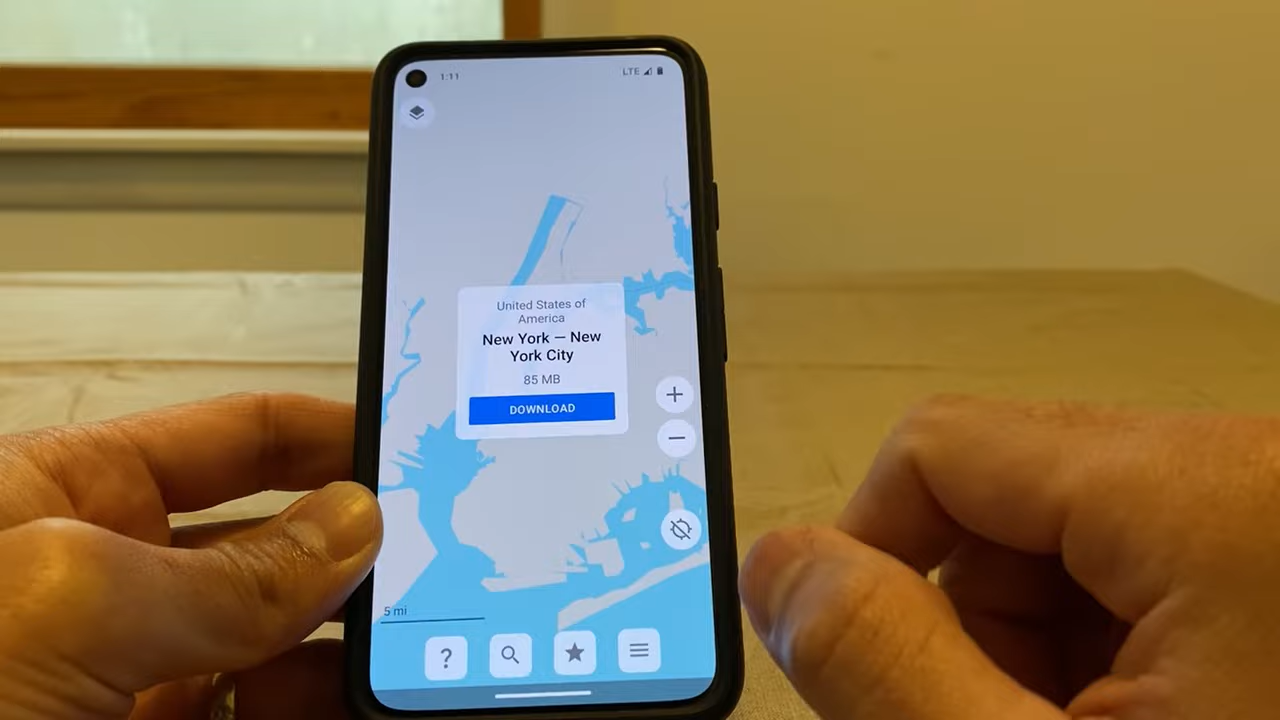 1:11
LTE
United States of
America
New York — New
York City
85 MB
DOWNLOAD
+
−
5 mi
?